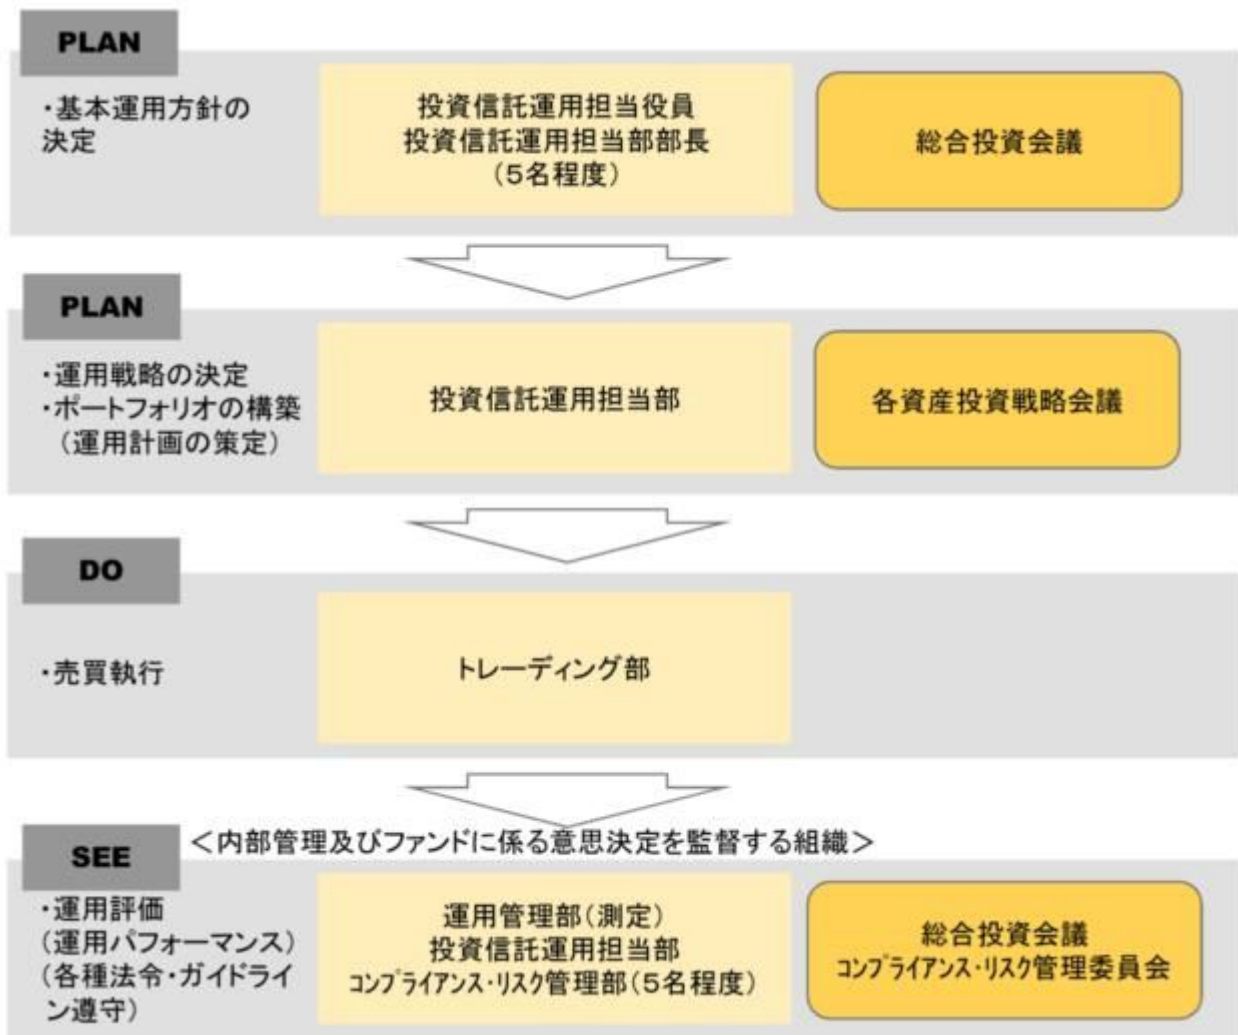 PLAN
・基本運用方針の
決定
投資信託運用担当役員
投資信託運用担当部部長
(5名程度)
総合投資会議
PLAN
・運用戦略の決定
・ポートフォリオの構築
(運用計画の策定)
投資信託運用担当部
各資産投資戦略会議
DO
・売買執行
トレーディング部
SEE
＜内部管理及びファンドに係る意思決定を監督する組織＞
・運用評価
(運用パフォーマンス)
(各種法令・ガイドライ
ン遵守)
運用管理部(測定)
投資信託運用担当部
ｺﾝﾌﾟﾗｲｱﾝｽ・ﾘｽｸ管理部(5名程度)
総合投資会議
ｺﾝﾌﾟﾗｲｱﾝｽ・ﾘｽｸ管理委員会